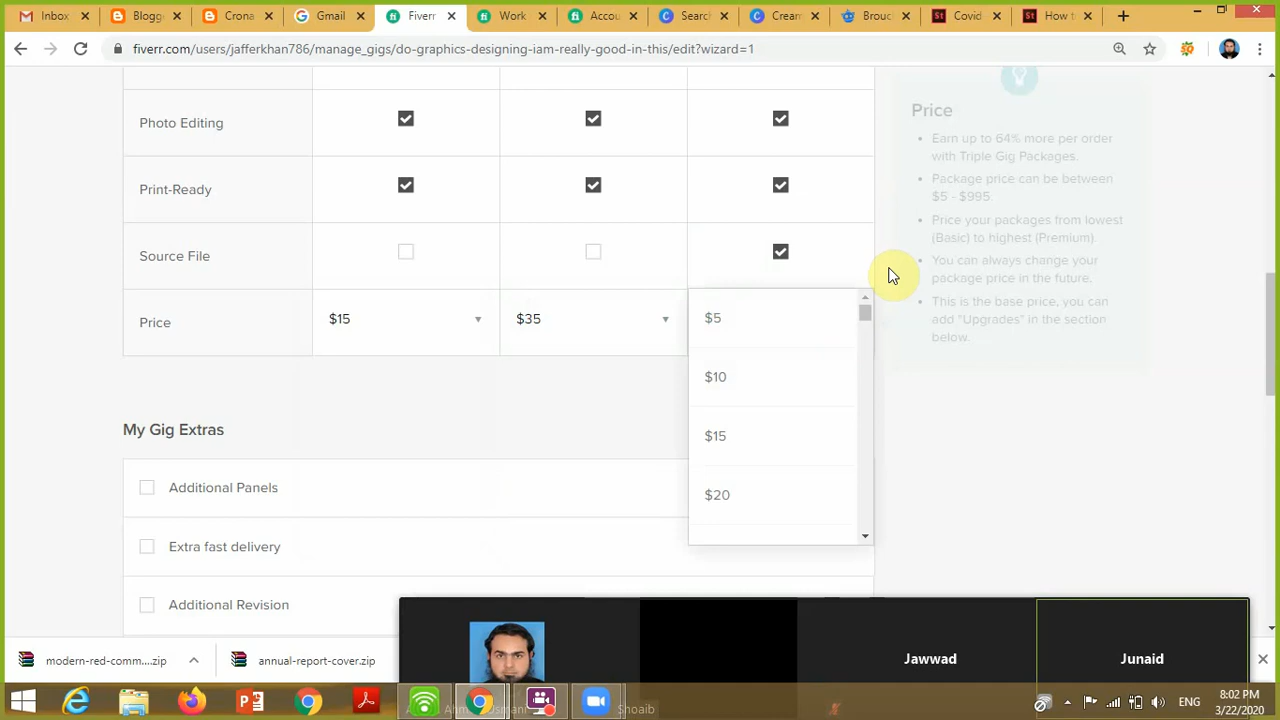 Inbox
Blogg
Crona
Gmail
Fiverr
Work
Accou
Search
Cream
Brouc
Covid
How to
fiverr.com/users/jafferkhan786/manage_gigs/do-graphics-designing-iam-really-good-in-this/edit?wizard=1
Photo Editing
Print-Ready
Source File
Price
$15
$35
$5
$10
$15
$20
Price
Earn up to 64% more per order
with Triple Gig Packages.
Package price can be between
$5 - $995
Price your packages from lowest
(Basic) to highest (Premium).
You can always change your
package price in the future.
This is the base price, you can
add "Upgrades" in the section
below.
My Gig Extras
Additional Panels
Extra fast delivery
Additional Revision
Jawwad
Junaid
modern-red-comm....zip
annual-report-cover.zip
Shoaib
ENG
8:02 PM
3/22/2020